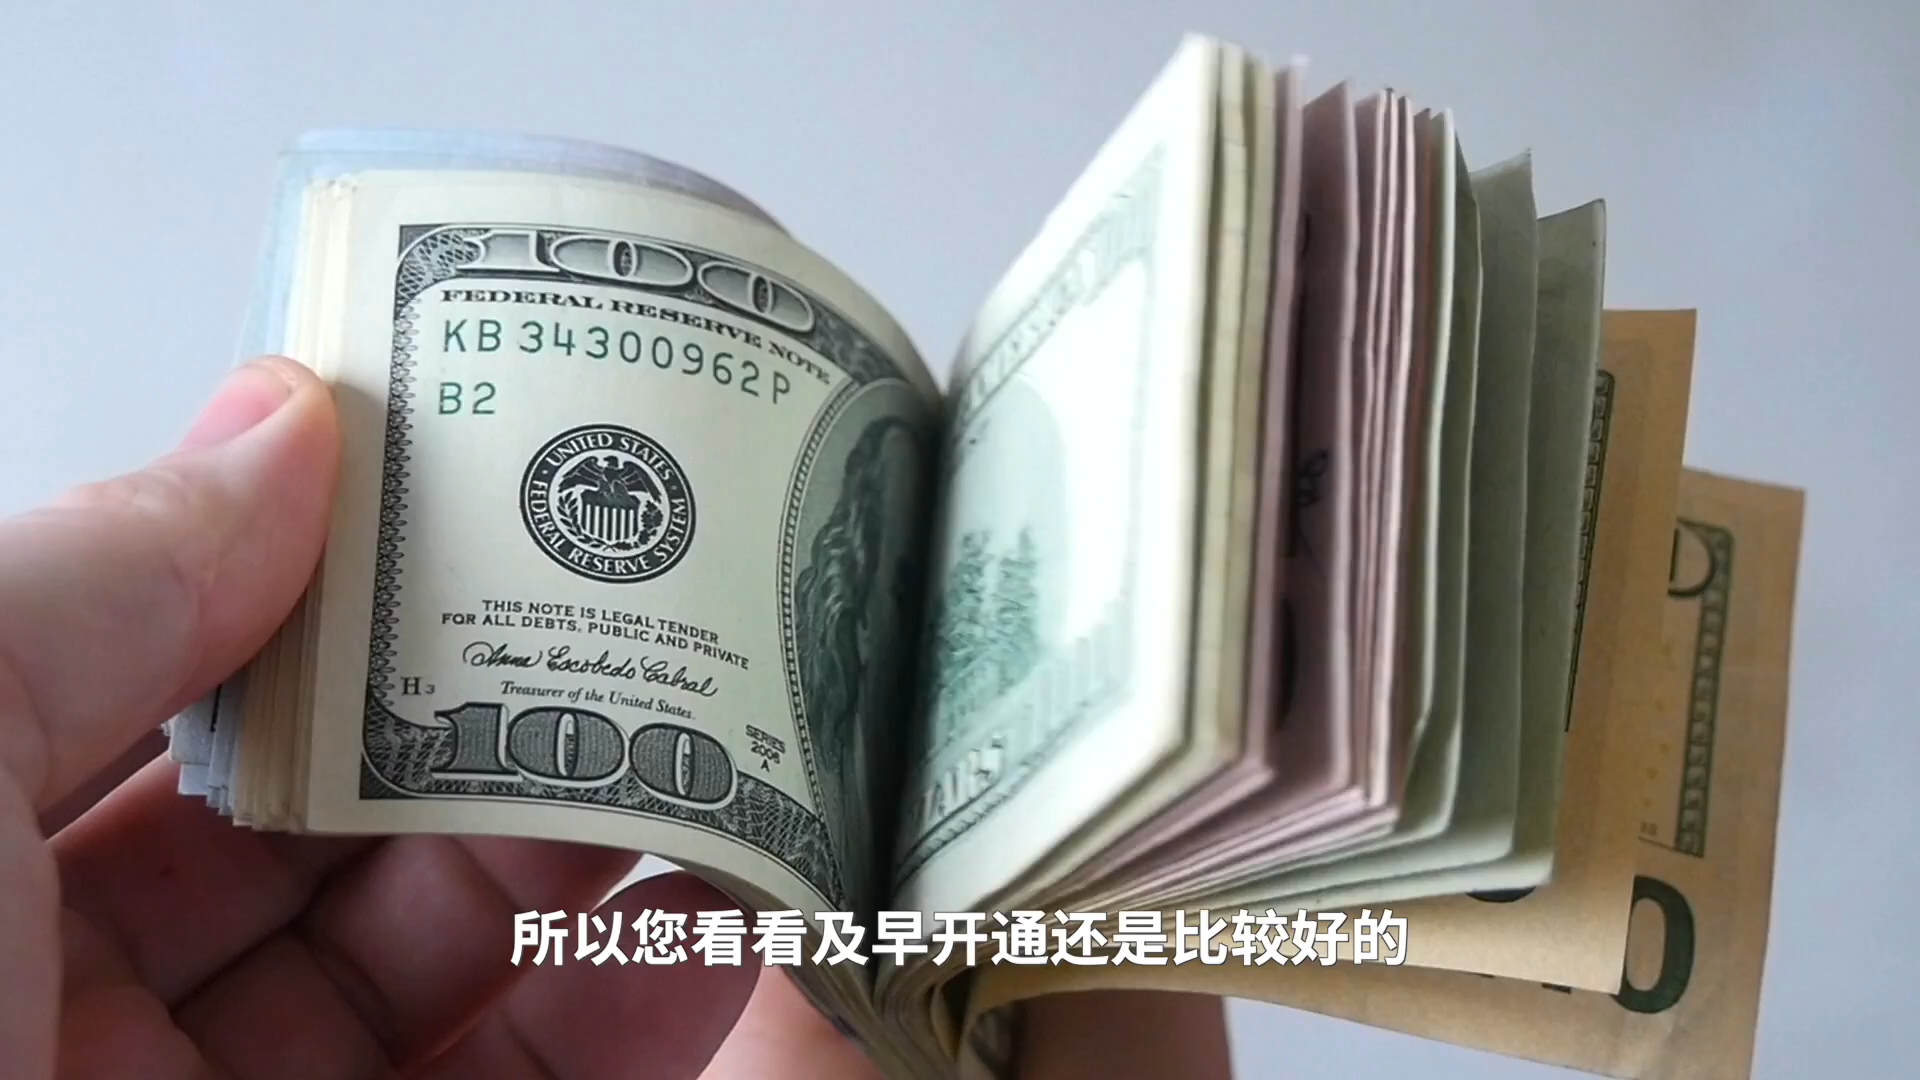 100
FEDERAL RESERVE NOTE
KB 34300962 P
B2
UNITED STATES
FEDERAL RESERVE SYSTEM
THIS NOTE IS LEGAL TENDER
FOR ALL DEBTS, PUBLIC AND PRIVATE
Anna Escobedo Cabral
Treasurer of the United States.
H3
100
SERIES
2006
A
所以您看看及早开通还是比较好的